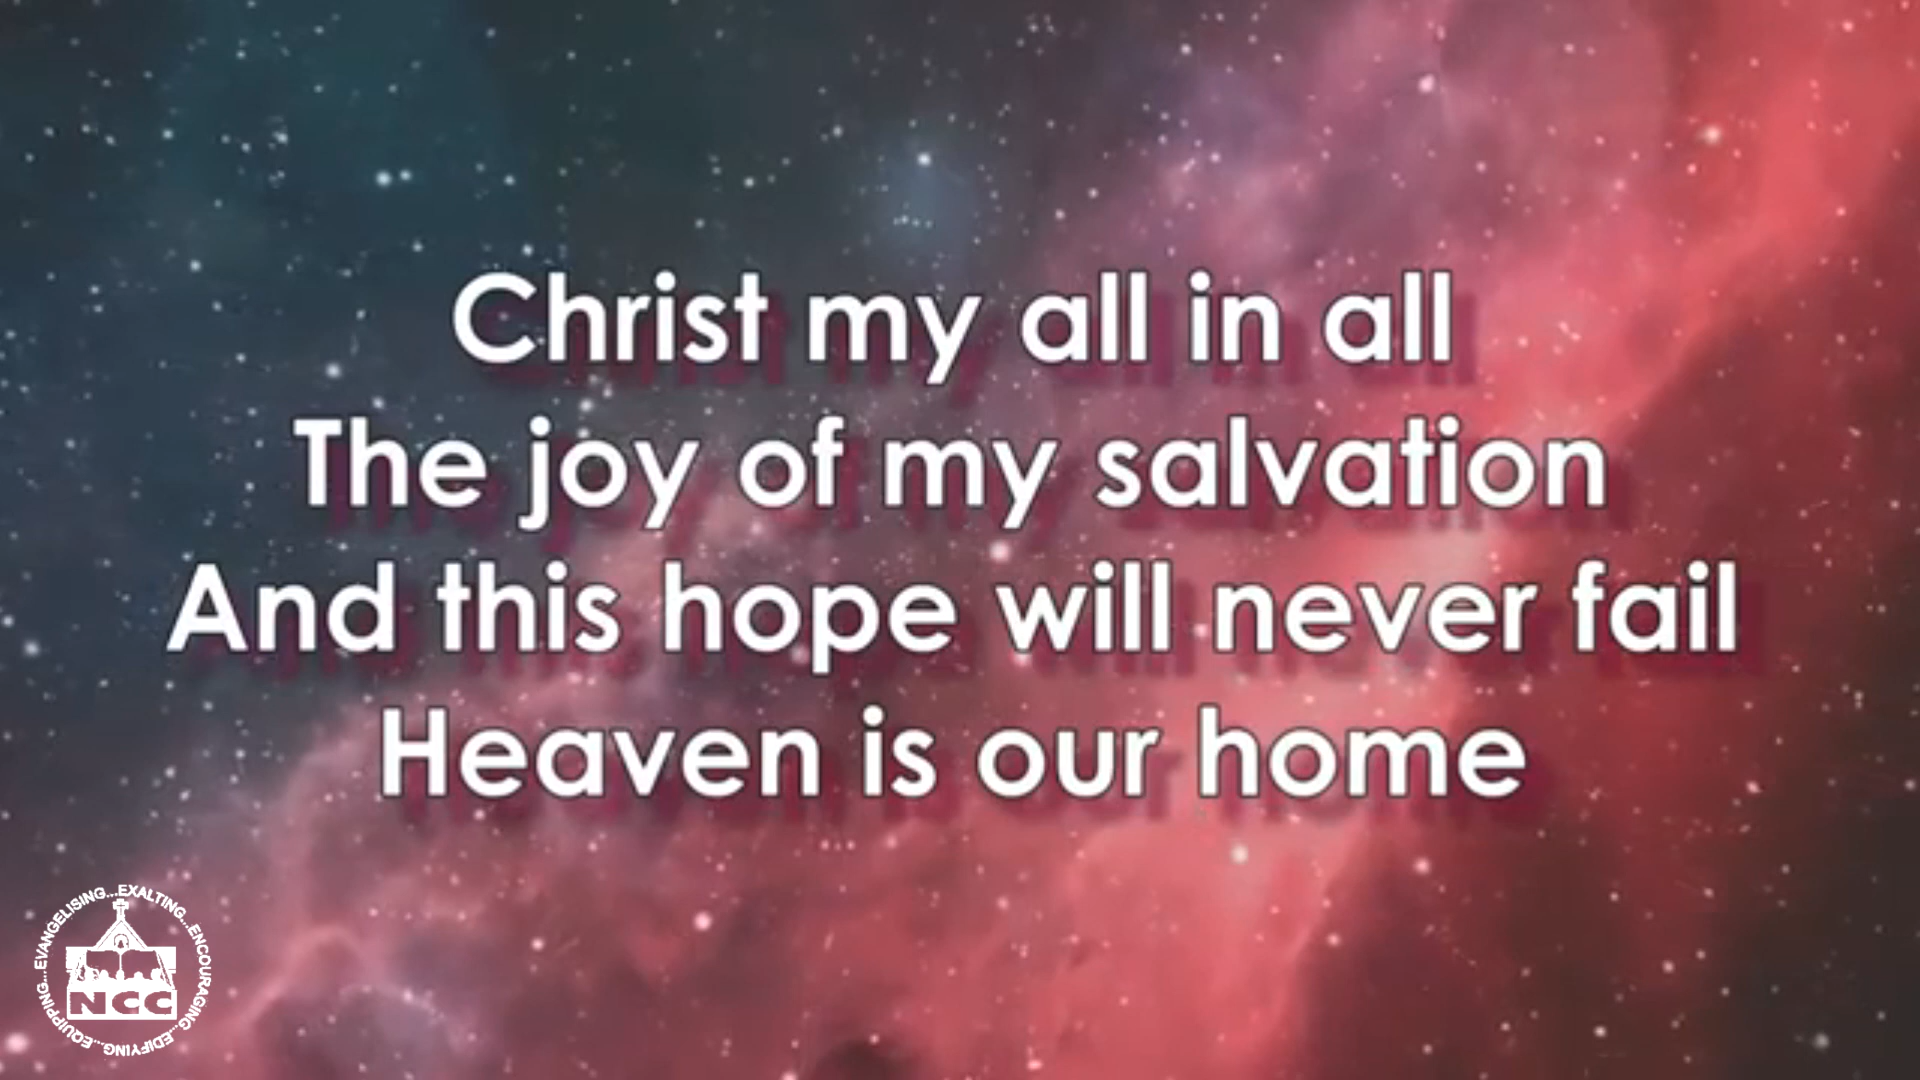 Christ my all in all
The joy of my salvation
And this hope will never fail
Heaven is our home
EVANGELISING...EXALTING...ENCOURAGING...EDIFYING...EQUIPPING...
NCC